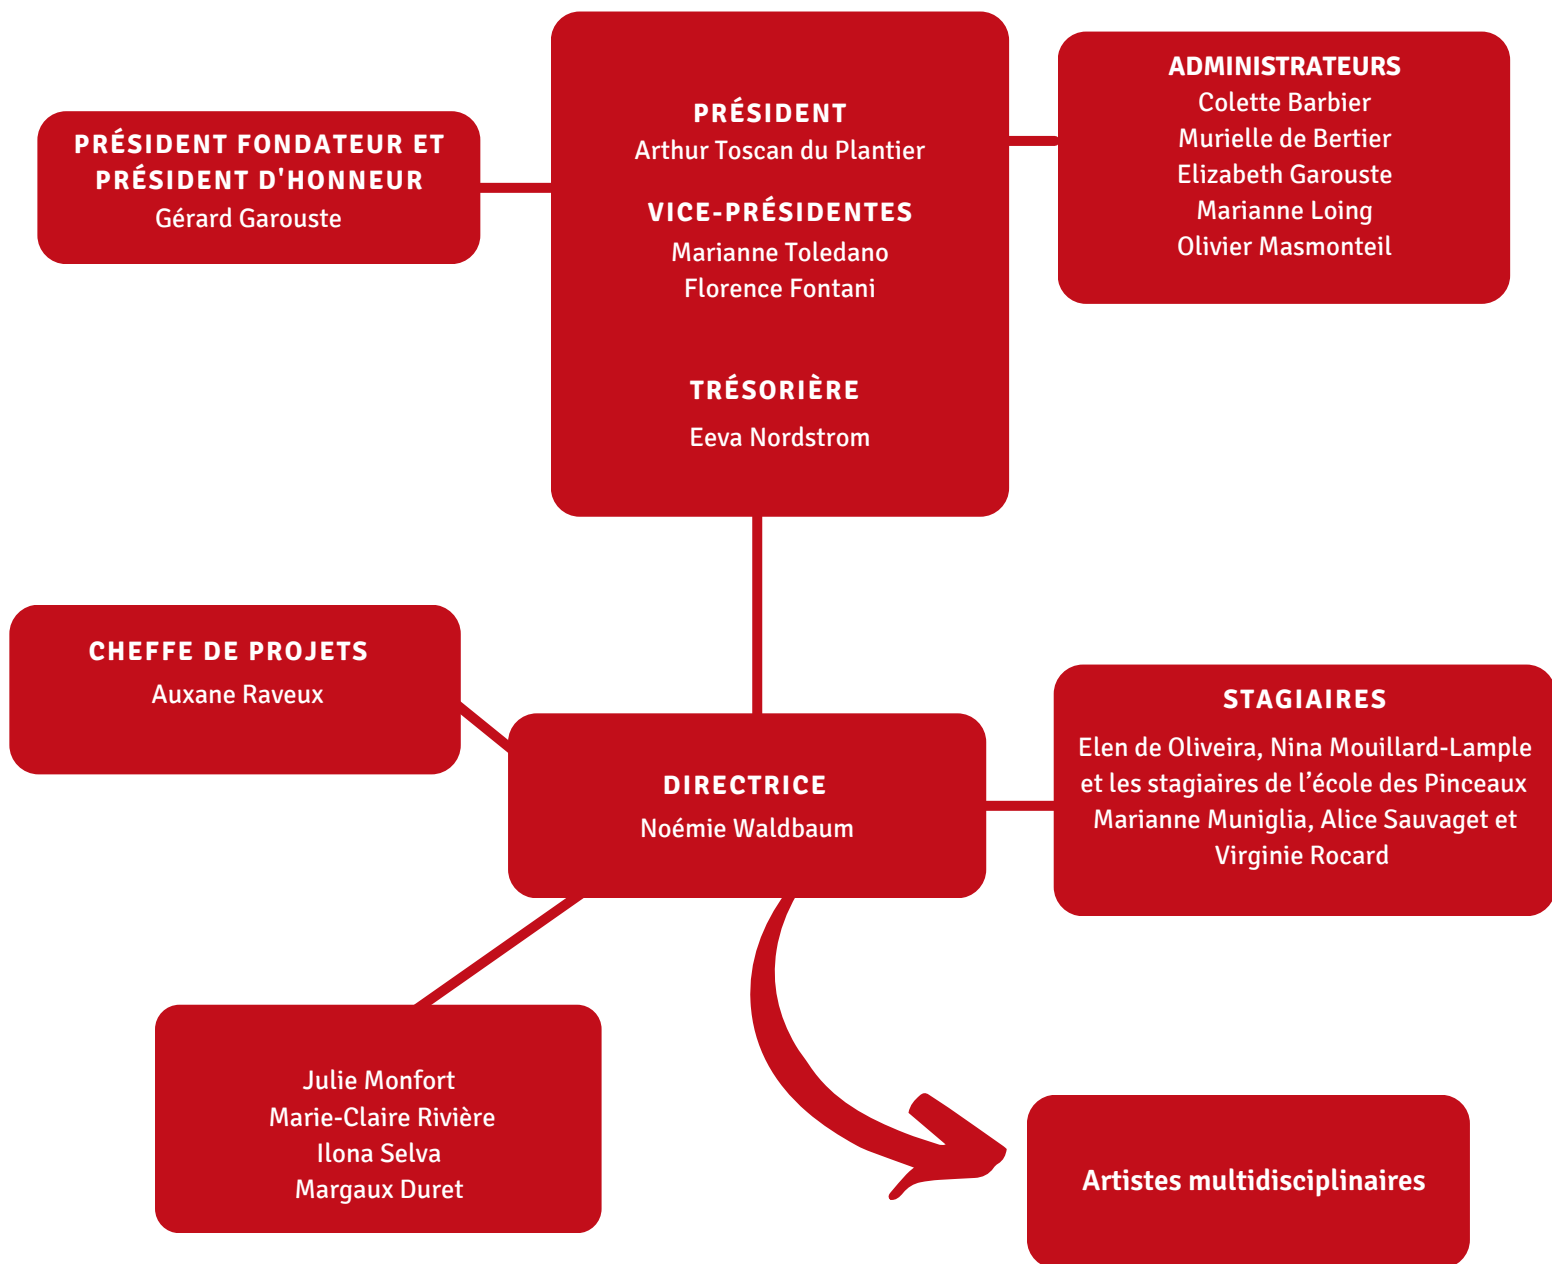 PRÉSIDENT FONDATEUR ET
PRÉSIDENT D'HONNEUR
Gérard Garouste
PRÉSIDENT
Arthur Toscan du Plantier
VICE-PRÉSIDENTES
Marianne Toledano
Florence Fontani
TRÉSORIÈRE
Eeva Nordstrom
ADMINISTRATEURS
Colette Barbier
Murielle de Bertier
Elizabeth Garouste
Marianne Loing
Olivier Masmonteil
CHEFFE DE PROJETS
Auxane Raveux
DIRECTRICE
Noémie Waldbaum
STAGIAIRES
Elen de Oliveira, Nina Mouillard-Lample
et les stagiaires de l’école des Pinceaux
Marianne Muniglia, Alice Sauvaget et
Virginie Rocard
Julie Monfort
Marie-Claire Rivière
Ilona Selva
Margaux Duret
Artistes multidisciplinaires